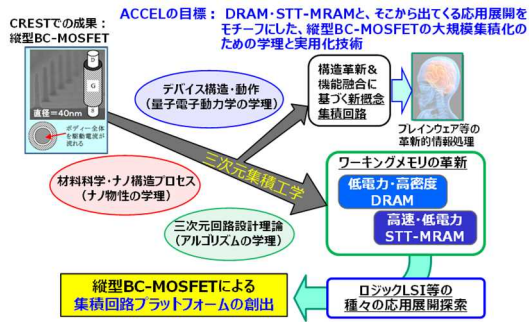 CRESTでの成果：
縦型BC-MOSFET
ACCELの目標： DRAM・STT-MRAMと、そこから出てくる応用展開を
モチーフにした、縦型BC-MOSFETの大規模集積化の
ための学理と実用化技術
D
G
S
直径＝40nm
ボディー全体
を駆動電流が
流れる
デバイス構造・動作
（量子電子動力学の学理）
構造革新＆
機能融合に
基づく新概念
集積回路
ブレインウェア等の
革新的情報処理
三次元集積工学
材料科学・ナノ構造プロセス
（ナノ物性の学理）
三次元回路設計理論
（アルゴリズムの学理）
ワーキングメモリの革新
低電力・高密度
DRAM
高速・低電力
STT-MRAM
縦型BC-MOSFETによる
集積回路プラットフォームの創出
ロジックLSI等の
種々の応用展開探索